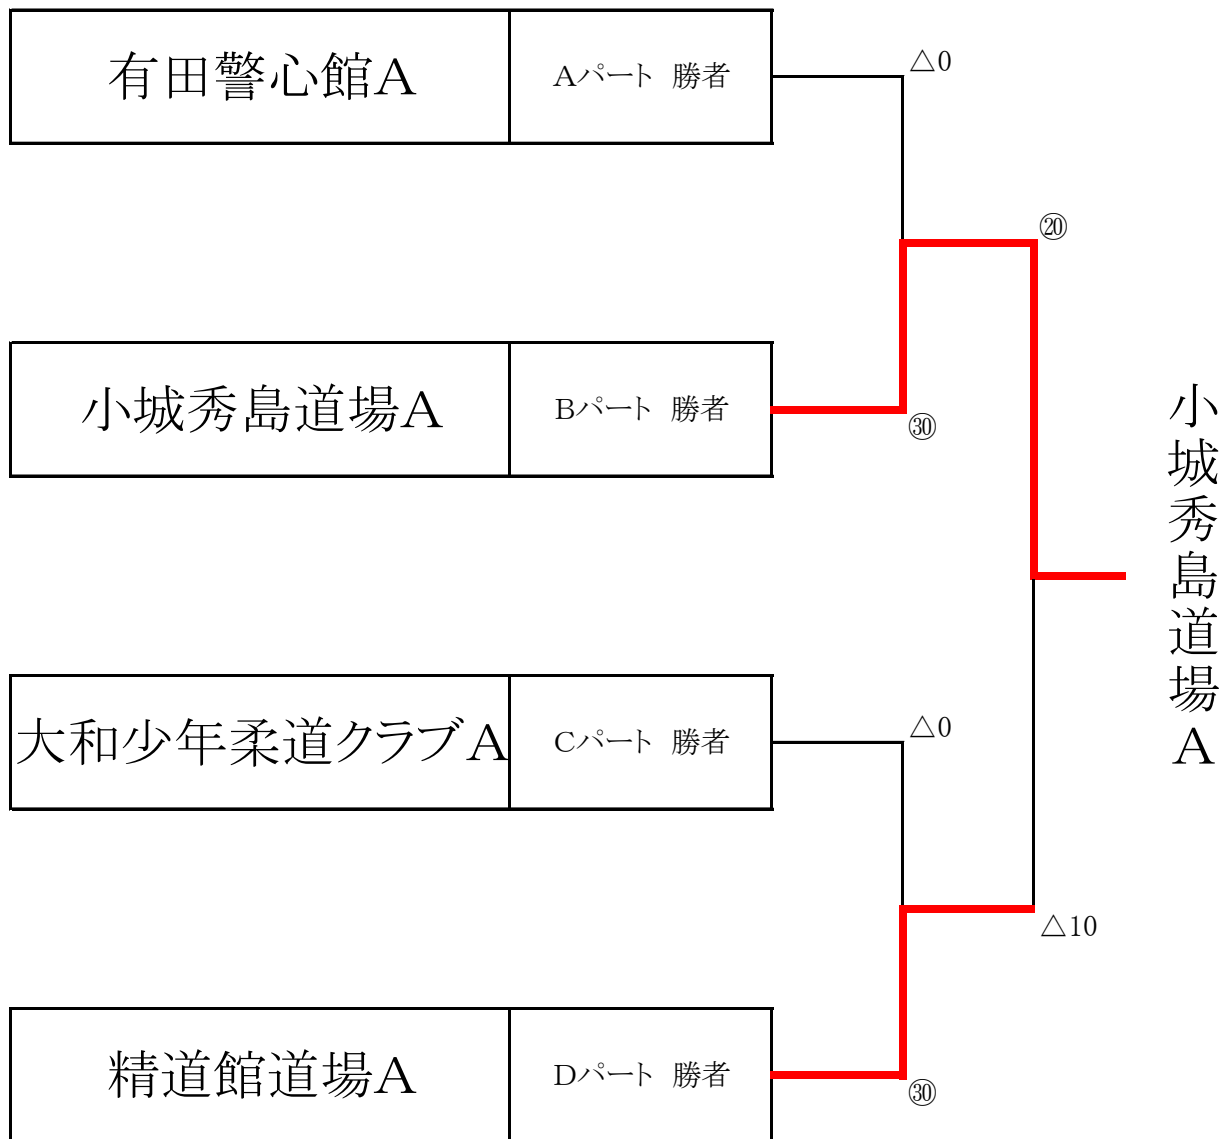 有田警心館A
Aパート 勝者
△0
⑳
小城秀島道場A
Bパート 勝者
㉚
小城秀島道場A
大和少年柔道クラブA
Cパート 勝者
△0
△10
精道館道場A
Dパート 勝者
㉚